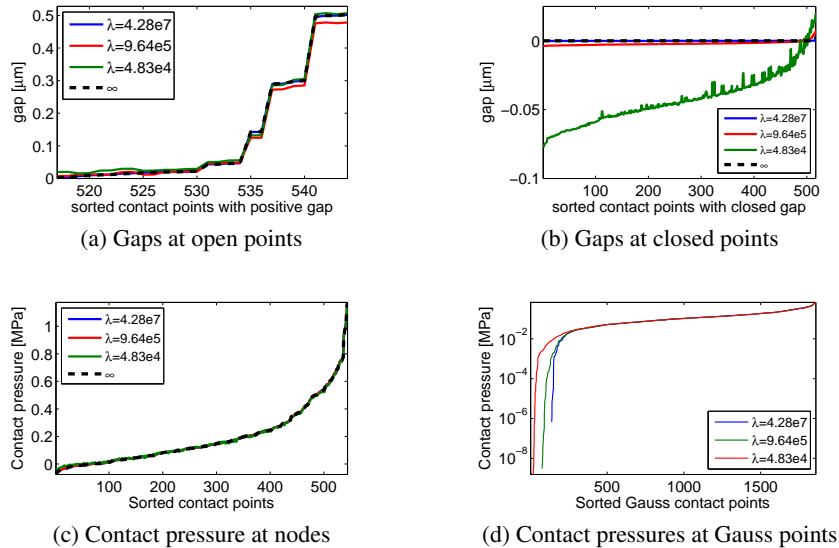 0.5
0.4
0.3
0.2
0.1
0
gap [µm]
λ=4.28e7
λ=9.64e5
λ=4.83e4
∞
520 525 530 535 540
sorted contact points with positive gap
(a) Gaps at open points
0
−0.05
−0.1
gap [µm]
λ=4.28e7
λ=9.64e5
λ=4.83e4
∞
100 200 300 400 500
sorted contact points with closed gap
(b) Gaps at closed points
1
0.8
0.6
0.4
0.2
0
Contact pressure [MPa]
λ=4.28e7
λ=9.64e5
λ=4.83e4
∞
100 200 300 400 500
Sorted contact points
(c) Contact pressure at nodes
10⁻²
10⁻⁴
10⁻⁶
10⁻⁸
Contact pressure [MPa]
λ=4.28e7
λ=9.64e5
λ=4.83e4
500 1000 1500
Sorted Gauss contact points
(d) Contact pressures at Gauss points